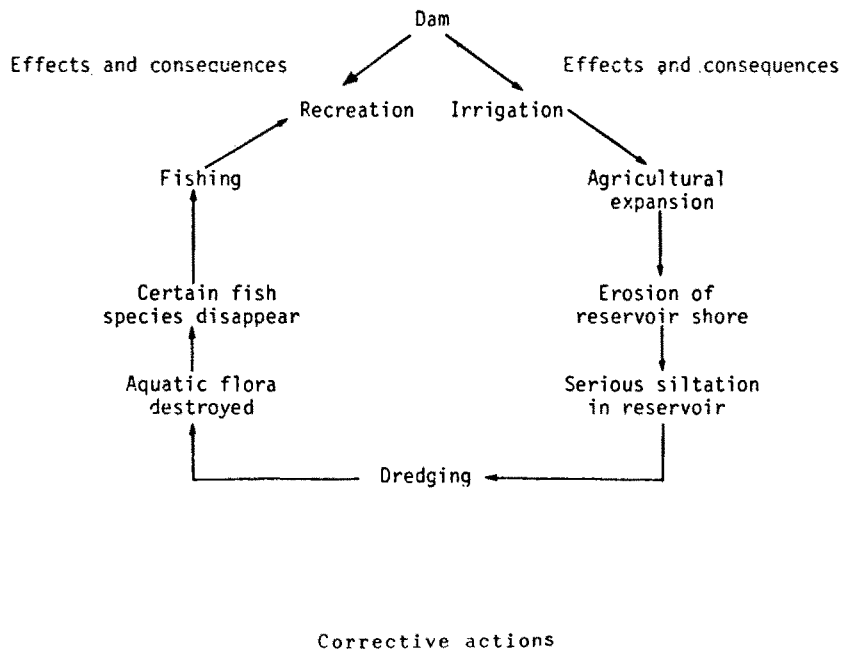 Dam
Effects and consecuences
Effects and consequences
Recreation
Irrigation
Fishing
Agricultural
expansion
Certain fish
species disappear
Erosion of
reservoir shore
Aquatic flora
destroyed
Serious siltation
in reservoir
Dredging
Corrective actions